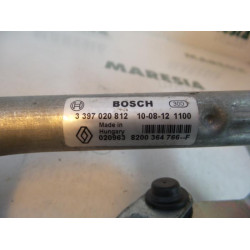 MARESIA
BOSCH
3 397 020 812 10-08-12 1100
Made in
Hungary
020963 8200 364 766-F